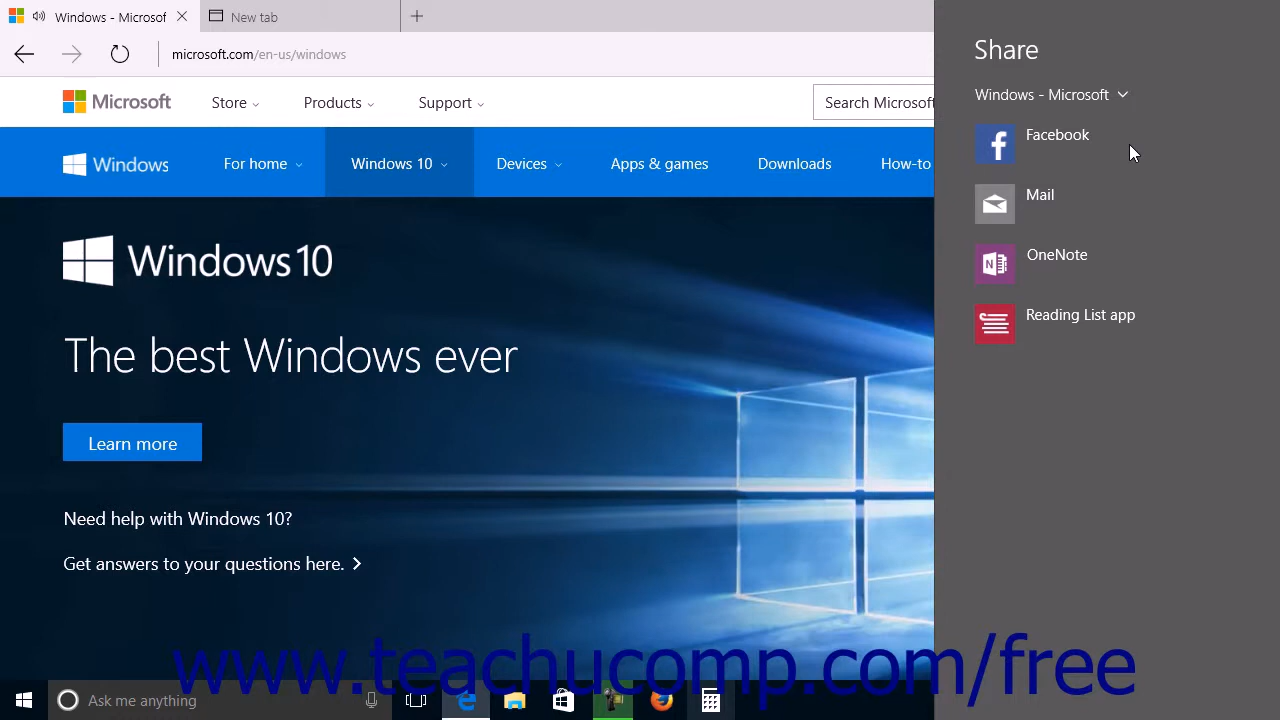 Windows - Microsof
New tab
microsoft.com/en-us/windows
Microsoft
Store
Products
Support
Search Microsoft
Windows
For home
Windows 10
Devices
Apps & games
Downloads
How-to
Windows 10
The best Windows ever
Learn more
Need help with Windows 10?
Get answers to your questions here.
Share
Windows - Microsoft
Facebook
Mail
OneNote
Reading List app
www.teachucomp.com/free
Ask me anything